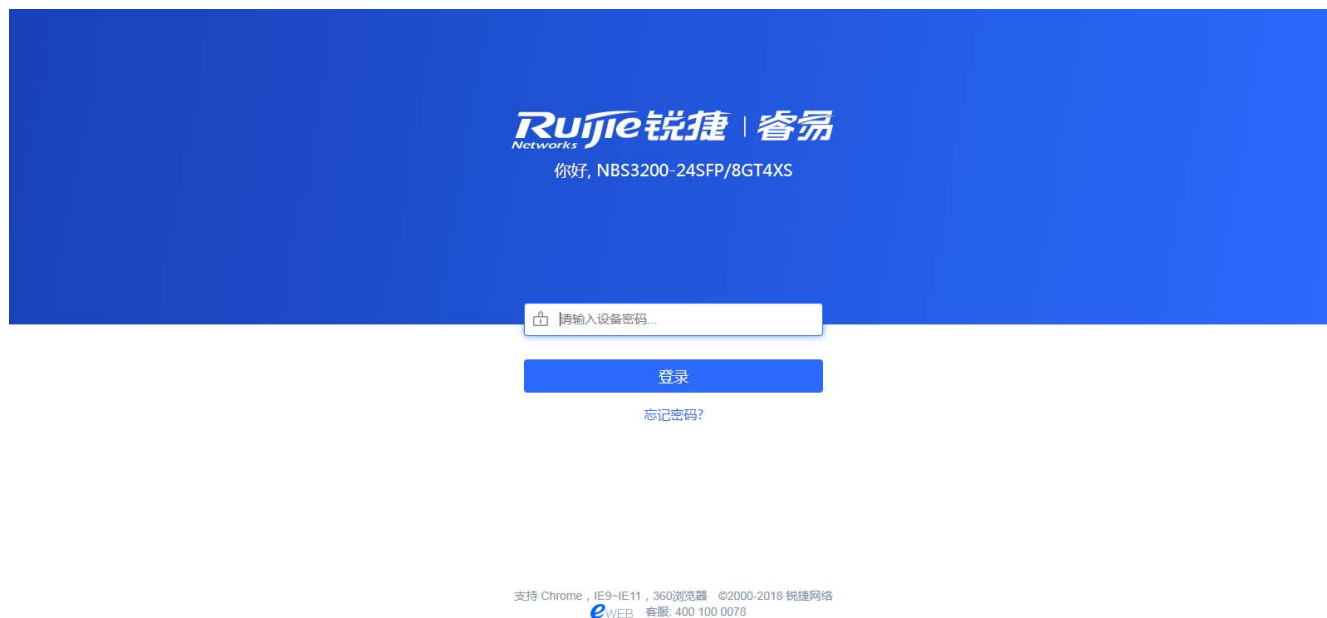 Ruijie锐捷 | 睿易
Networks
你好, NBS3200-24SFP/8GT4XS
请输入设备密码...
登录
忘记密码?
支持 Chrome，IE9~IE11，360浏览器 ©2000-2018 锐捷网络
eWEB 客服: 400 100 0078